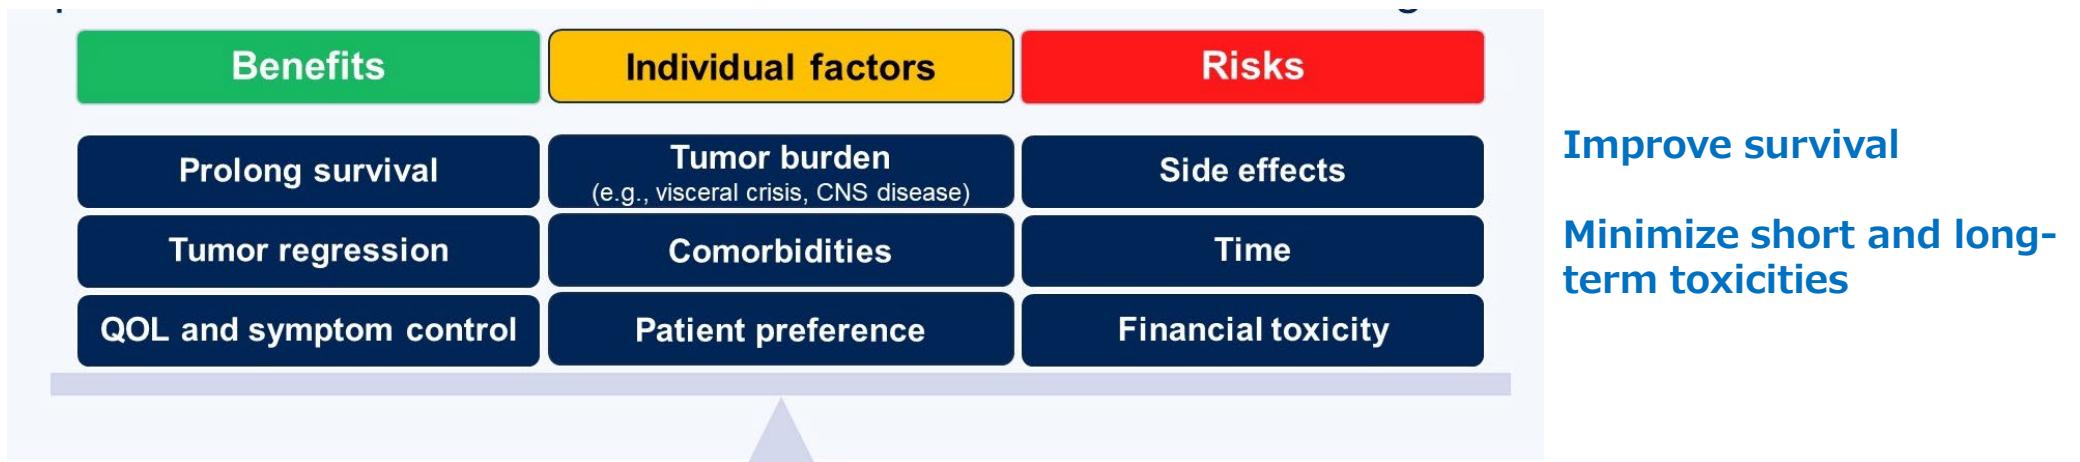 Benefits
Individual factors
Risks
Prolong survival
Tumor burden
(e.g., visceral crisis, CNS disease)
Side effects
Tumor regression
Comorbidities
Time
QOL and symptom control
Patient preference
Financial toxicity
Improve survival
Minimize short and long-
term toxicities